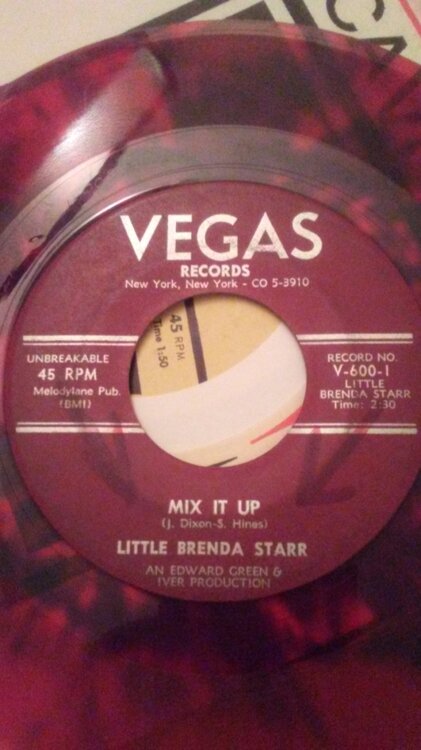 VEGAS
RECORDS
New York, New York - CO 5-3910
UNBREAKABLE
45 RPM
Melodylane Pub.
(BMI)
RECORD NO.
V-600-1
LITTLE
BRENDA STARR
Time: 2:30
45 RPM
Time 1:50
MIX IT UP
(J. Dixon-S. Hines)
LITTLE BRENDA STARR
AN EDWARD GREEN &
IVER PRODUCTION
CA